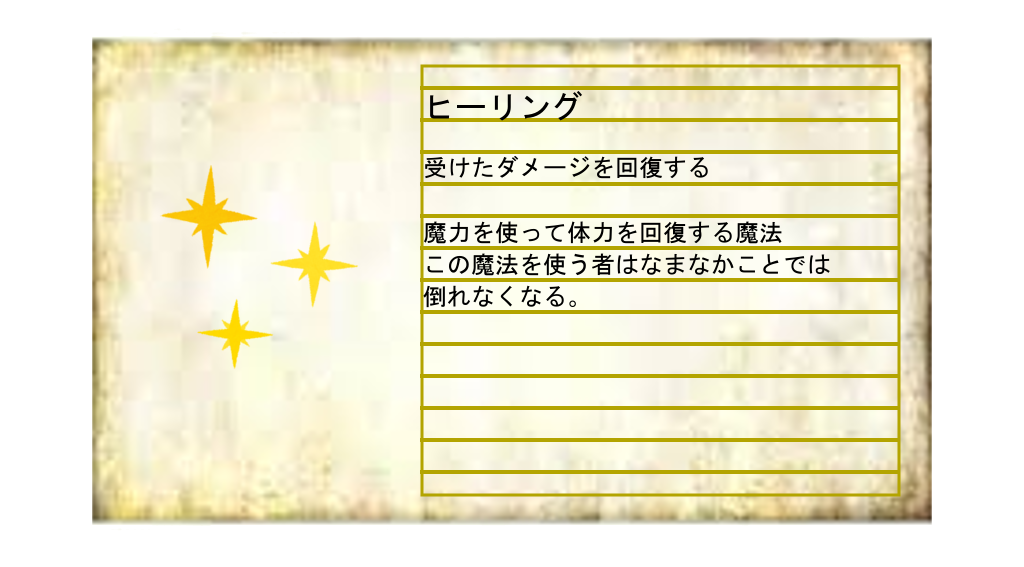 ヒーリング
受けたダメージを回復する
魔力を使って体力を回復する魔法
この魔法を使う者はなまなかことでは
倒れなくなる。